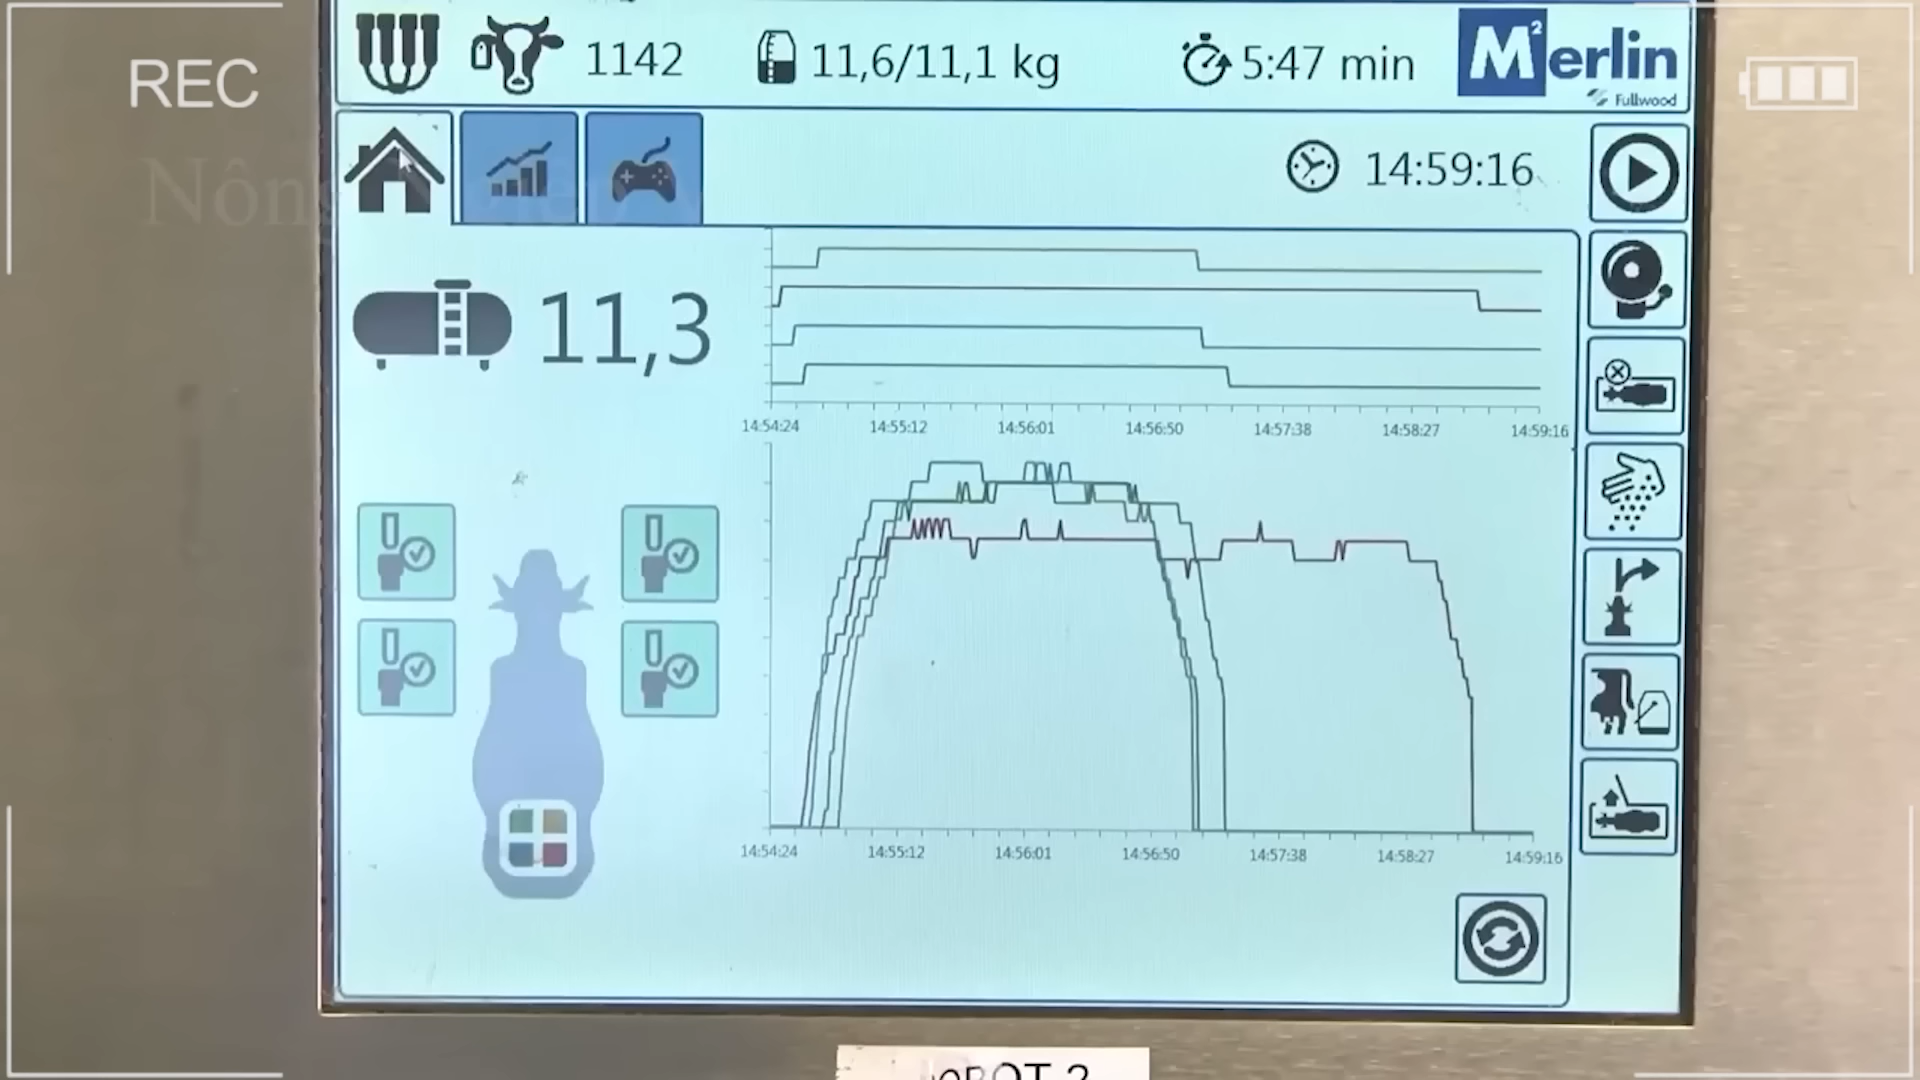 1142 11,6/11,1 kg 5:47 min M²erlin
Fullwood
REC
14:59:16
11,3
14:54:24 14:55:12 14:56:01 14:56:50 14:57:38 14:58:27 14:59:16
14:54:24 14:55:12 14:56:01 14:56:50 14:57:38 14:58:27 14:59:16